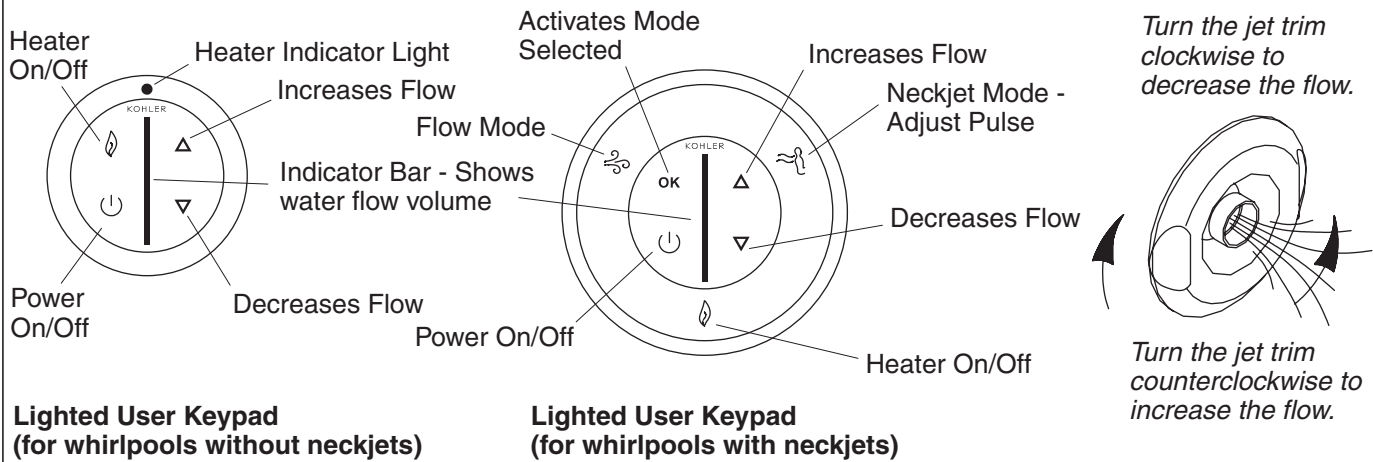 Heater
On/Off
Heater Indicator Light
Increases Flow
KOHLER
Indicator Bar - Shows
water flow volume
Power
On/Off
Decreases Flow
Lighted User Keypad
(for whirlpools without neckjets)
Activates Mode
Selected
Increases Flow
Flow Mode
Neckjet Mode -
Adjust Pulse
KOHLER
OK
Decreases Flow
Power On/Off
Heater On/Off
Lighted User Keypad
(for whirlpools with neckjets)
Turn the jet trim
clockwise to
decrease the flow.
Turn the jet trim
counterclockwise to
increase the flow.